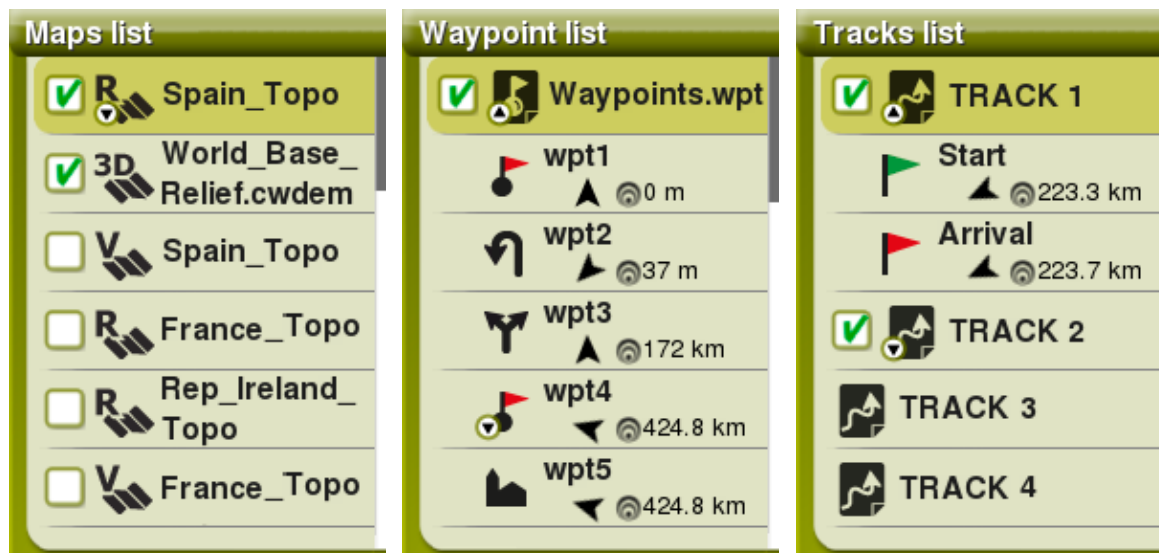 Maps list
R Spain_Topo
3D World_Base_
Relief.cwdem
V Spain_Topo
R France_Topo
R Rep_Ireland_
Topo
V France_Topo
Waypoint list
Waypoints.wpt
wpt1
0 m
wpt2
37 m
wpt3
172 km
wpt4
424.8 km
wpt5
424.8 km
Tracks list
TRACK 1
Start
223.3 km
Arrival
223.7 km
TRACK 2
TRACK 3
TRACK 4